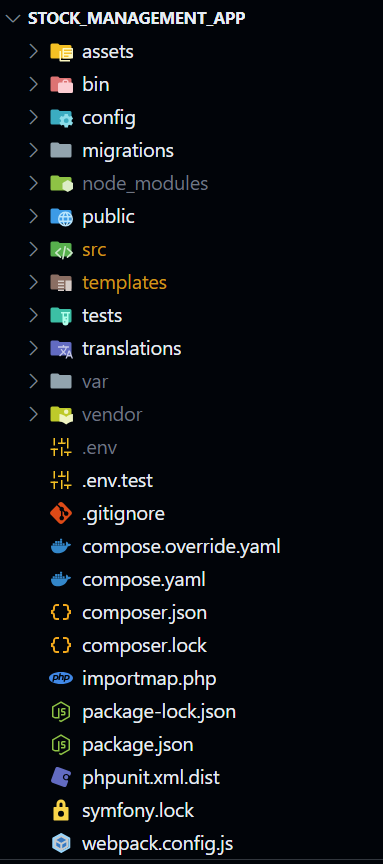 STOCK_MANAGEMENT_APP
assets
bin
config
migrations
node_modules
public
src
templates
tests
translations
var
vendor
.env
.env.test
.gitignore
compose.override.yaml
compose.yaml
composer.json
composer.lock
php importmap.php
package-lock.json
package.json
phpunit.xml.dist
symfony.lock
webpack.config.js